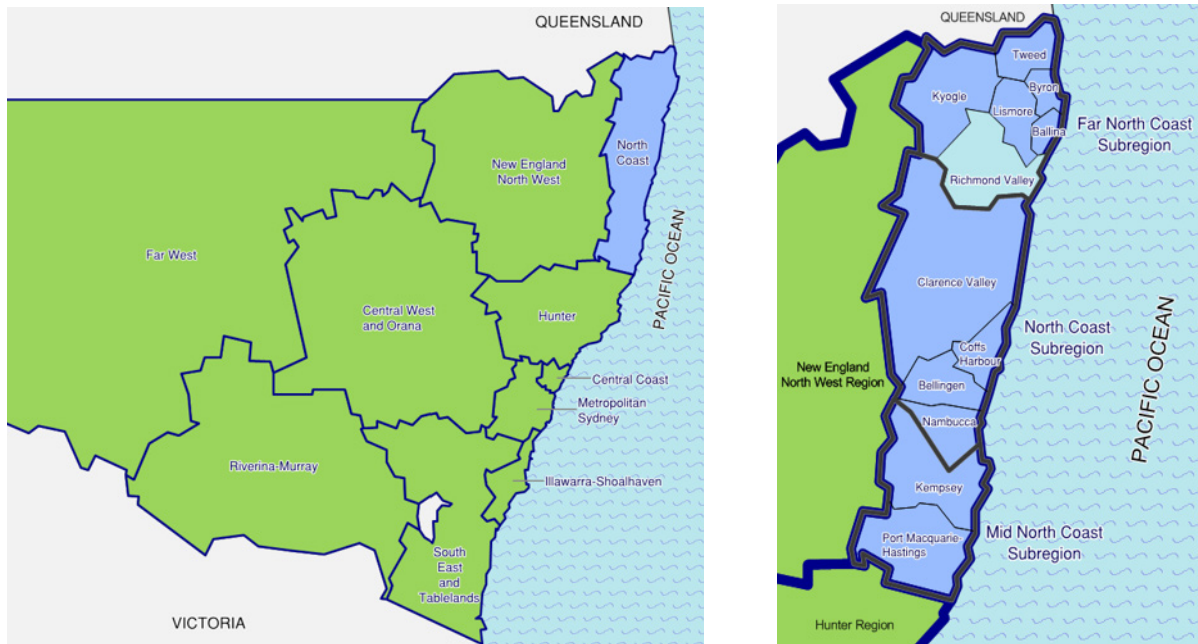 QUEENSLAND
North
Coast
New England
North West
Far West
PACIFIC OCEAN
Central West
and Orana
Hunter
Central Coast
Metropolitan
Sydney
Riverina-Murray
Illawarra-Shoalhaven
South
East
and
Tablelands
VICTORIA
QUEENSLAND
Tweed
Byron
Kyogle
Lismore
Ballina
Far North Coast
Subregion
Richmond Valley
Clarence Valley
PACIFIC OCEAN
North Coast
Subregion
Coffs
Harbour
New England
North West Region
Bellingen
Nambucca
Kempsey
Mid North Coast
Subregion
Port Macquarie-
Hastings
Hunter Region